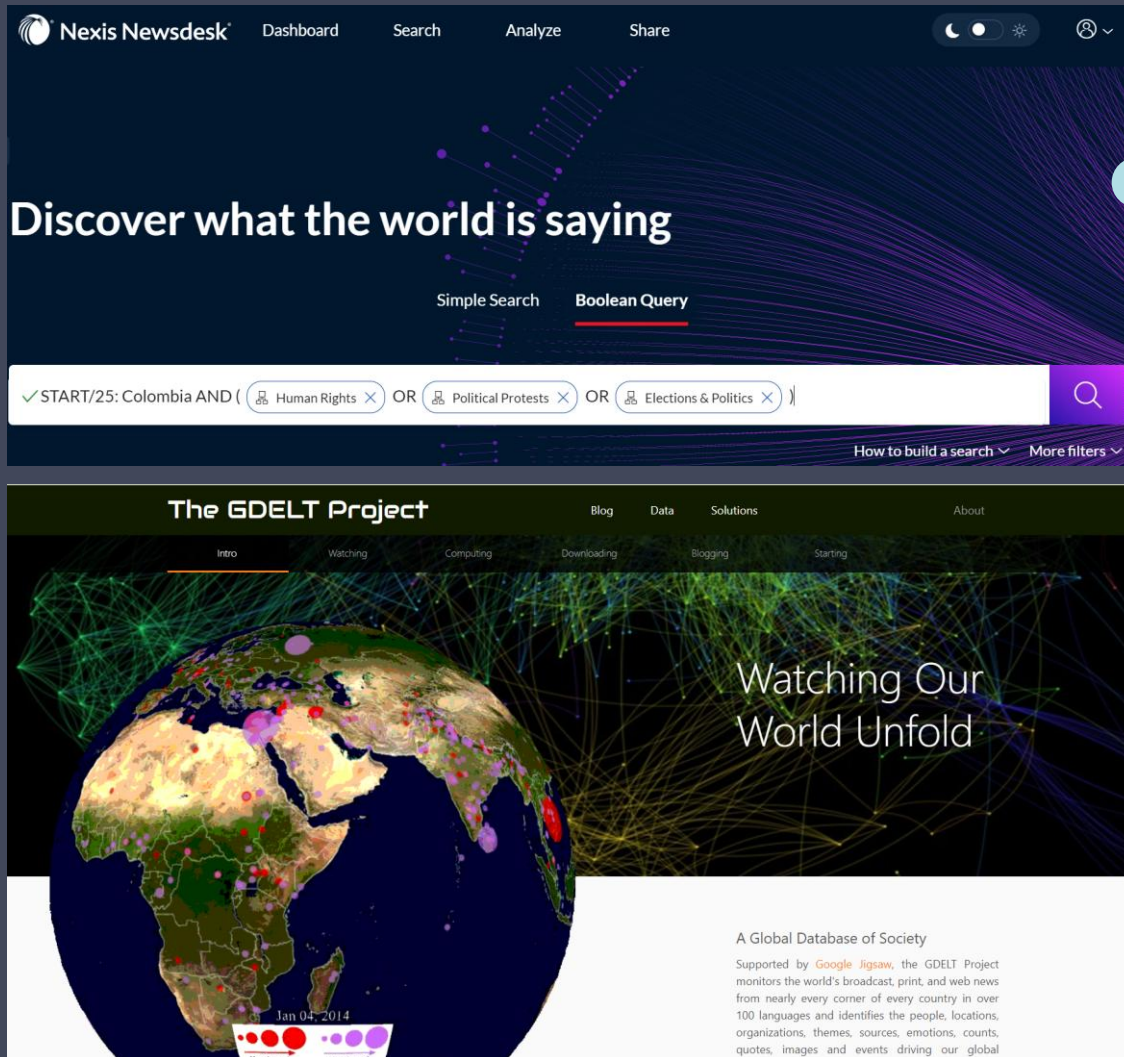 Nexis Newsdesk®
Dashboard
Search
Analyze
Share
Discover what the world is saying
Simple Search
Boolean Query
START/25: Colombia AND ( Human Rights OR Political Protests OR Elections & Politics )
How to build a search
More filters
The GDELT Project
Blog
Data
Solutions
About
Intro
Watching
Computing
Downloading
Blogging
Starting
Watching Our
World Unfold
Jan 04, 2014
A Global Database of Society
Supported by Google Jigsaw, the GDELT Project
monitors the world's broadcast, print, and web news
from nearly every corner of every country in over
100 languages and identifies the people, locations,
organizations, themes, sources, emotions, counts,
quotes, images and events driving our global